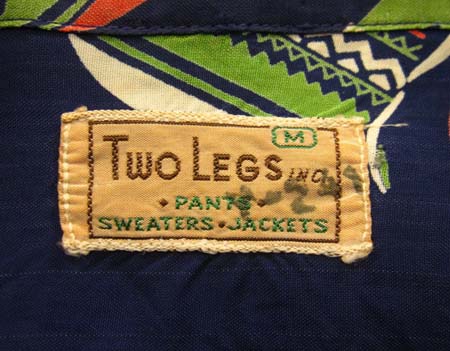 M
TWO LEGS INC.
• PANTS •
SWEATERS • JACKETS